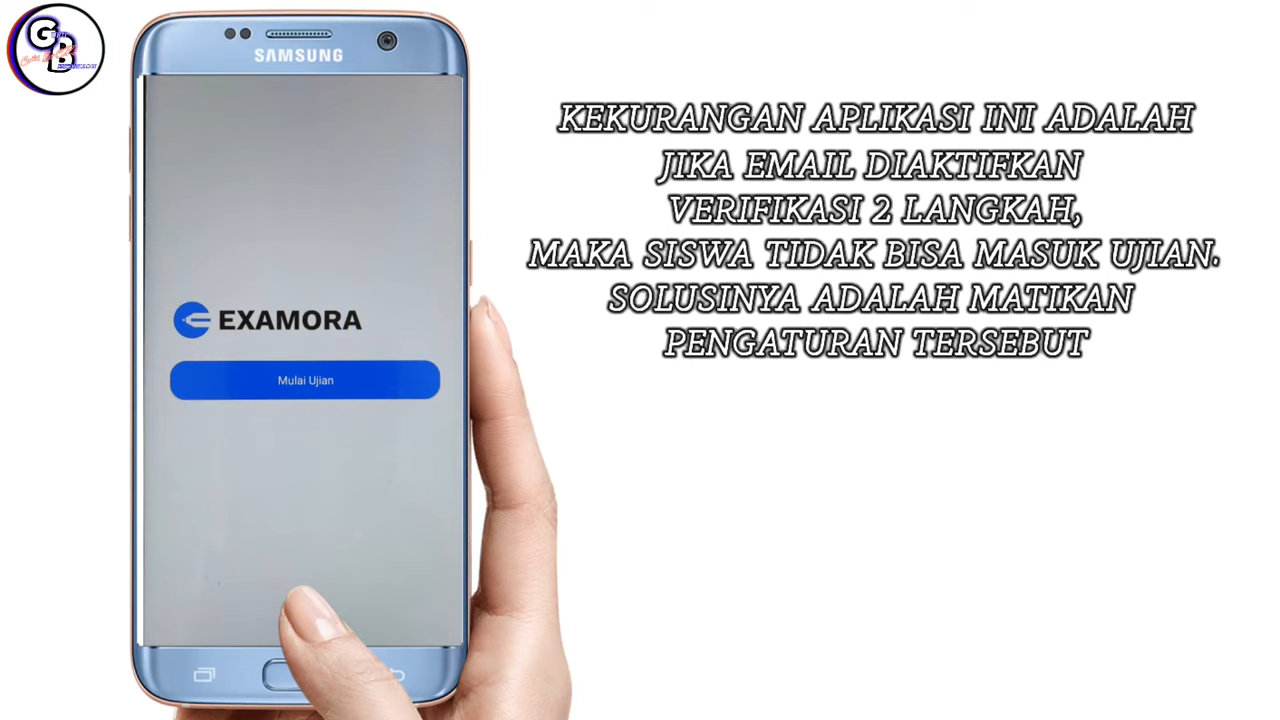 GB
SAMSUNG
KEKURANGAN APLIKASI INI ADALAH
JIKA EMAIL DIAKTIFKAN
VERIFIKASI 2 LANGKAH,
MAKA SISWA TIDAK BISA MASUK UJIAN.
SOLUSINYA ADALAH MATIKAN
PENGATURAN TERSEBUT
EXAMORA
Mulai Ujian